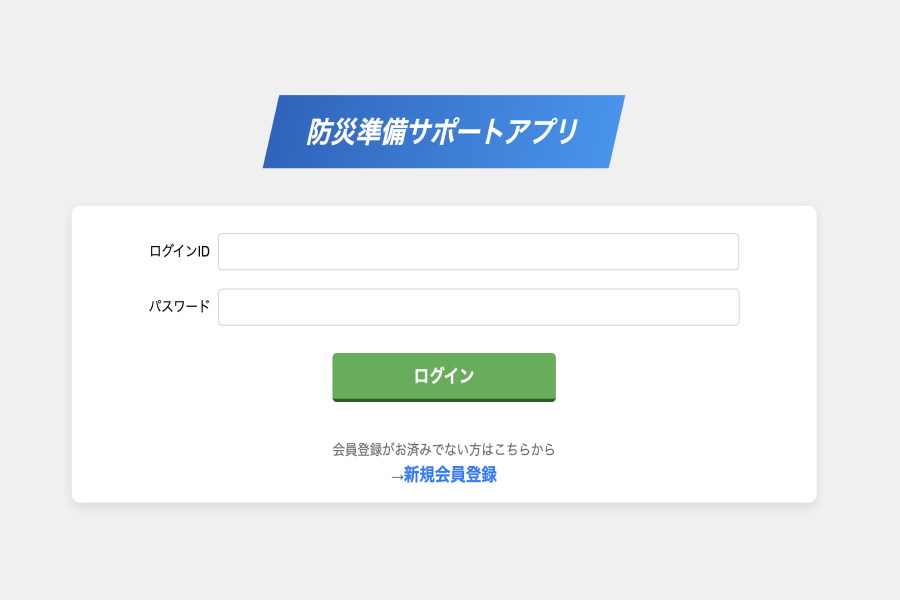 防災準備サポートアプリ
ログインID
パスワード
ログイン
会員登録がお済みでない方はこちらから
→新規会員登録